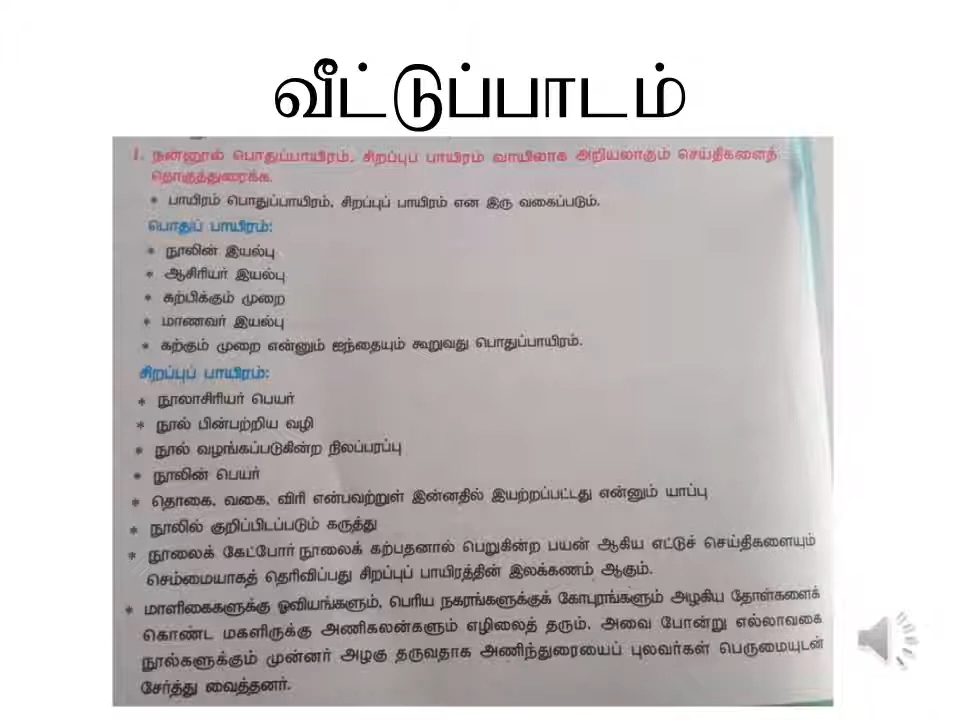 வீட்டுப்பாடம்
1. நன்னூல் பொதுப்பாயிரம், சிறப்புப் பாயிரம் வாயிலாக அறியலாகும் செய்திகளைத்
தொகுத்துரைக்க.
* பாயிரம் பொதுப்பாயிரம், சிறப்புப் பாயிரம் என இரு வகைப்படும்.
பொதுப் பாயிரம்:
* நூலின் இயல்பு
* ஆசிரியர் இயல்பு
* கற்பிக்கும் முறை
* மாணவர் இயல்பு
* கற்கும் முறை என்னும் ஐந்தையும் கூறுவது பொதுப்பாயிரம்.
சிறப்புப் பாயிரம்:
* நூலாசிரியர் பெயர்
* நூல் பின்பற்றிய வழி
* நூல் வழங்கப்படுகின்ற நிலப்பரப்பு
* நூலின் பெயர்
* தொகை, வகை, விரி என்பவற்றுள் இன்னதில் இயற்றப்பட்டது என்னும் யாப்பு
* நூலில் குறிப்பிடப்படும் கருத்து
* நூலைக் கேட்போர் நூலைக் கற்பதனால் பெறுகின்ற பயன் ஆகிய எட்டுச் செய்திகளையும்
செம்மையாகத் தெரிவிப்பது சிறப்புப் பாயிரத்தின் இலக்கணம் ஆகும்.
* மாளிகைகளுக்கு ஓவியங்களும், பெரிய நகரங்களுக்குக் கோபுரங்களும் அழகிய தோள்களைக்
கொண்ட மகளிருக்கு அணிகலன்களும் எழிலைத் தரும். அவை போன்று எல்லாவகை
நூல்களுக்கும் முன்னர் அழகு தருவதாக அணிந்துரையைப் புலவர்கள் பெருமையுடன்
சேர்த்து வைத்தனர்.